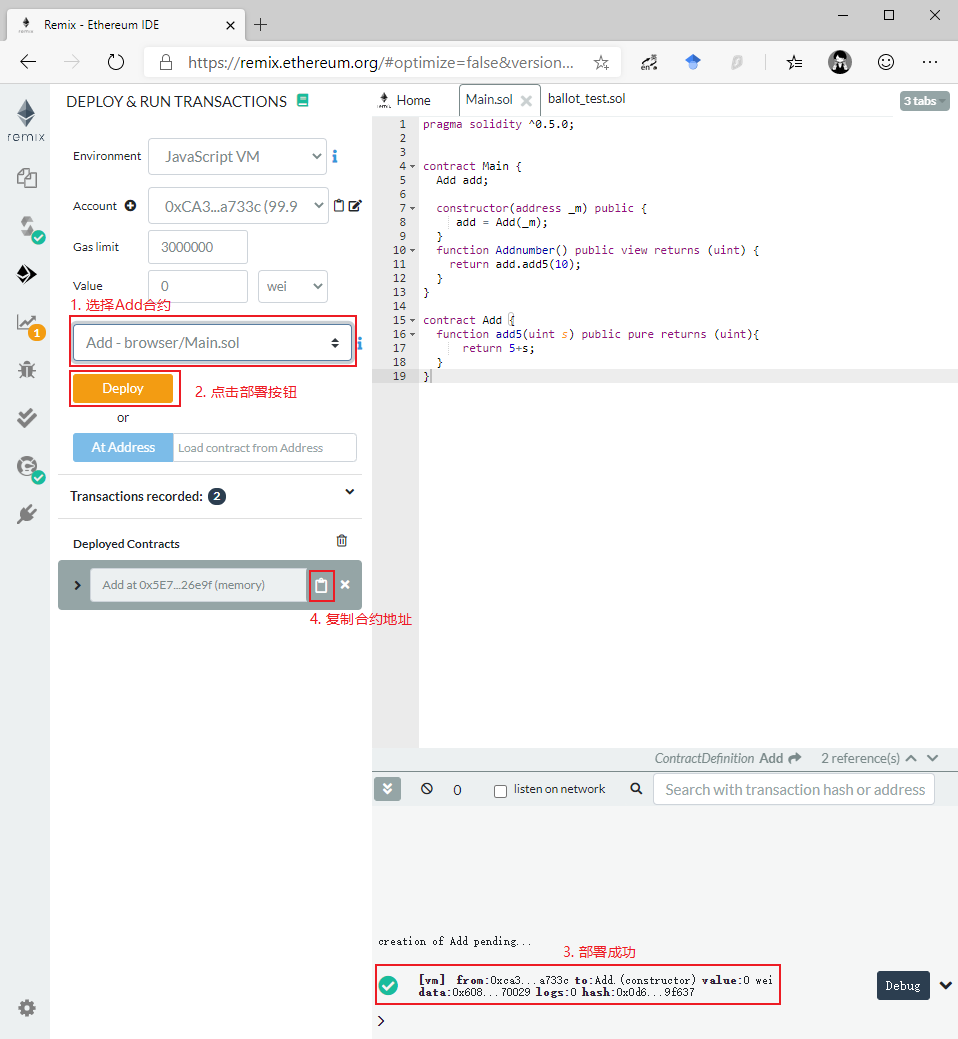 Remix - Ethereum IDE
https://remix.ethereum.org/#optimize=false&version...
remix
DEPLOY & RUN TRANSACTIONS
Environment JavaScript VM
Account 0xCA3...a733c (99.9
Gas limit 3000000
Value 0 wei
1. 选择Add合约
Add - browser/Main.sol
Deploy
2. 点击部署按钮
or
At Address Load contract from Address
Transactions recorded: 2
Deployed Contracts
Add at 0x5E7...26e9f (memory)
4. 复制合约地址
1
Home Main.sol ballot_test.sol 3 tabs
1 pragma solidity ^0.5.0;
2
3
4 contract Main {
5 Add add;
6
7 constructor(address _m) public {
8 add = Add(_m);
9 }
10 function Addnumber() public view returns (uint) {
11 return add.add5(10);
12 }
13 }
14
15 contract Add {
16 function add5(uint s) public pure returns (uint){
17 return 5+s;
18 }
19 }
ContractDefinition Add 2 reference(s)
0 listen on network Search with transaction hash or address
creation of Add pending...
3. 部署成功
[vm] from:0xca3...a733c to:Add.(constructor) value:0 wei
data:0x608...70029 logs:0 hash:0x0d6...9f637
Debug
>